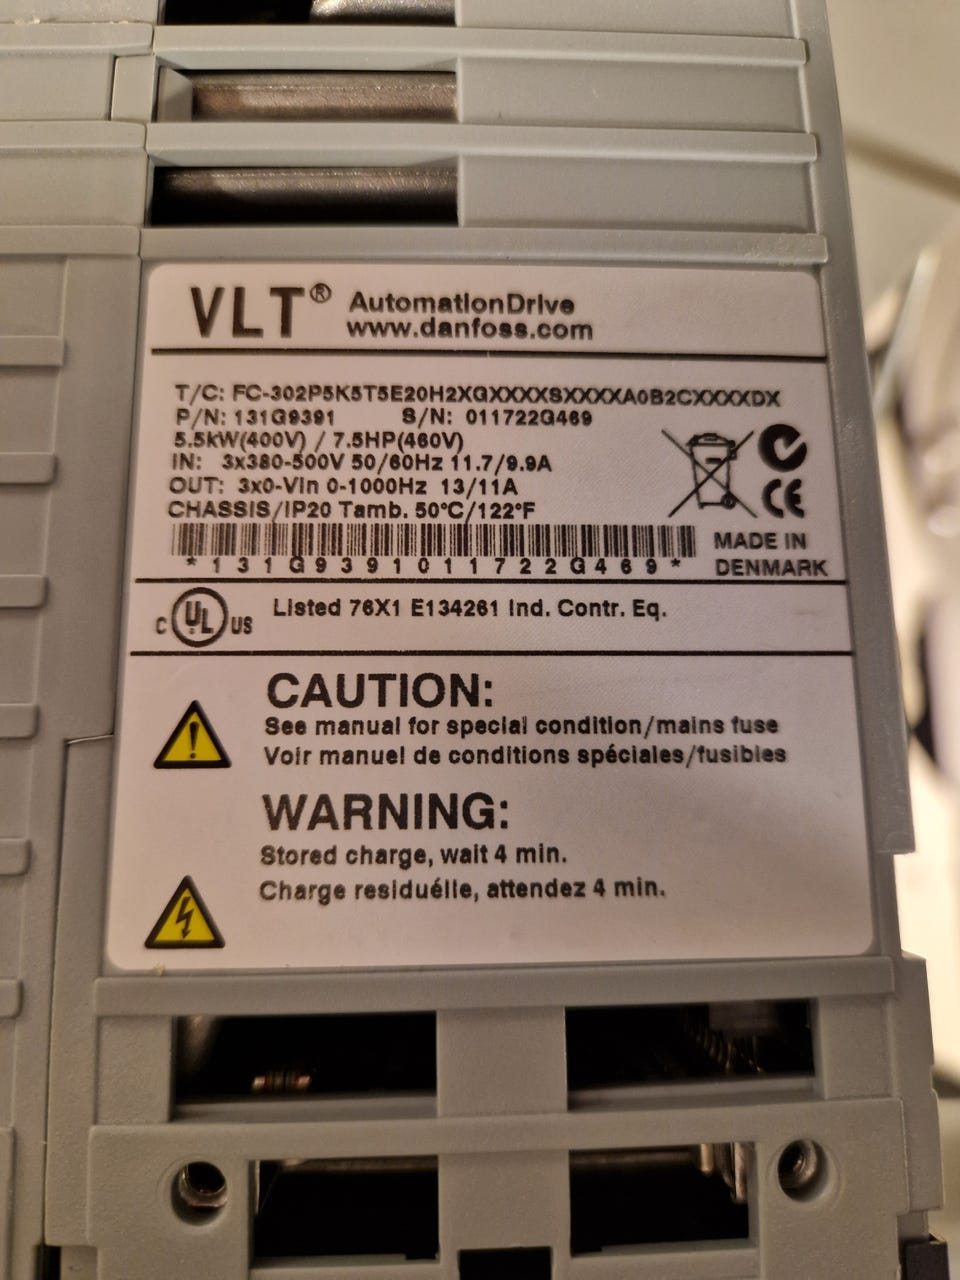 VLT® AutomationDrive
www.danfoss.com
T/C: FC-302P5K5T5E20H2XGXXXXSXXXXA0B2CXXXXDX
P/N: 131G9391 S/N: 011722G469
5.5kW(400V) / 7.5HP(460V)
IN: 3x380-500V 50/60Hz 11.7/9.9A
OUT: 3x0-Vin 0-1000Hz 13/11A
CHASSIS/IP20 Tamb. 50°C/122°F
*131G9391011722G469*
MADE IN
DENMARK
CE
C UL US Listed 76X1 E134261 Ind. Contr. Eq.
CAUTION:
See manual for special condition/mains fuse
Voir manuel de conditions spéciales/fusibles
WARNING:
Stored charge, wait 4 min.
Charge residuélle, attendez 4 min.